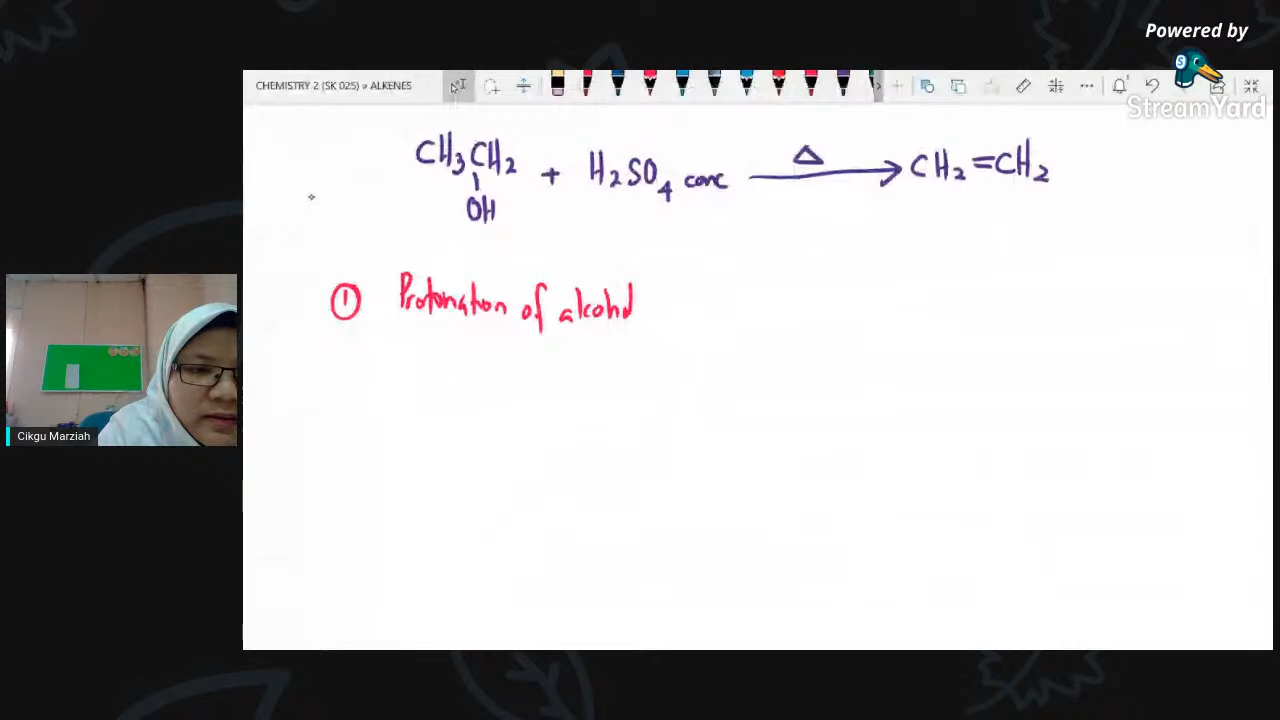 Powered by
StreamYard
CHEMISTRY 2 (SK 025) » ALKENES
CH3CH2 + H2SO4 conc △ → CH2=CH2
OH
① Protonation of alcohol
Cikgu Marziah